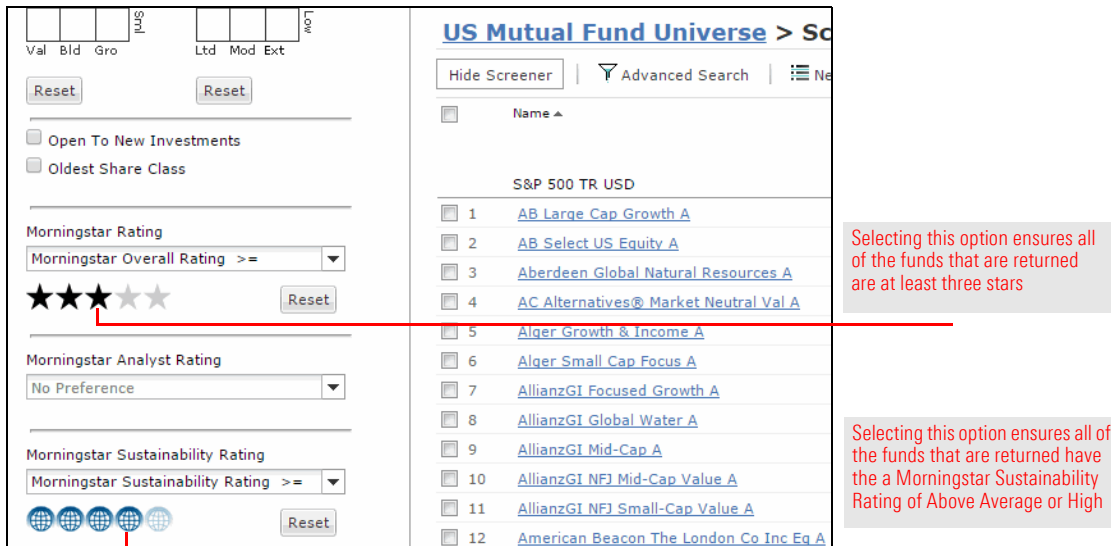 Sml
Low
Val Bld Gro
Ltd Mod Ext
Reset
Reset
Open To New Investments
Oldest Share Class
Morningstar Rating
Morningstar Overall Rating >=
Reset
Morningstar Analyst Rating
No Preference
Morningstar Sustainability Rating
Morningstar Sustainability Rating >=
Reset
US Mutual Fund Universe > Sc
Hide Screener
Advanced Search
Ne
Name
S&P 500 TR USD
1 AB Large Cap Growth A
2 AB Select US Equity A
3 Aberdeen Global Natural Resources A
4 AC Alternatives® Market Neutral Val A
5 Alger Growth & Income A
6 Alger Small Cap Focus A
7 AllianzGI Focused Growth A
8 AllianzGI Global Water A
9 AllianzGI Mid-Cap A
10 AllianzGI NFJ Mid-Cap Value A
11 AllianzGI NFJ Small-Cap Value A
12 American Beacon The London Co Inc Eq A
Selecting this option ensures all
of the funds that are returned
are at least three stars
Selecting this option ensures all of
the funds that are returned have
the a Morningstar Sustainability
Rating of Above Average or High